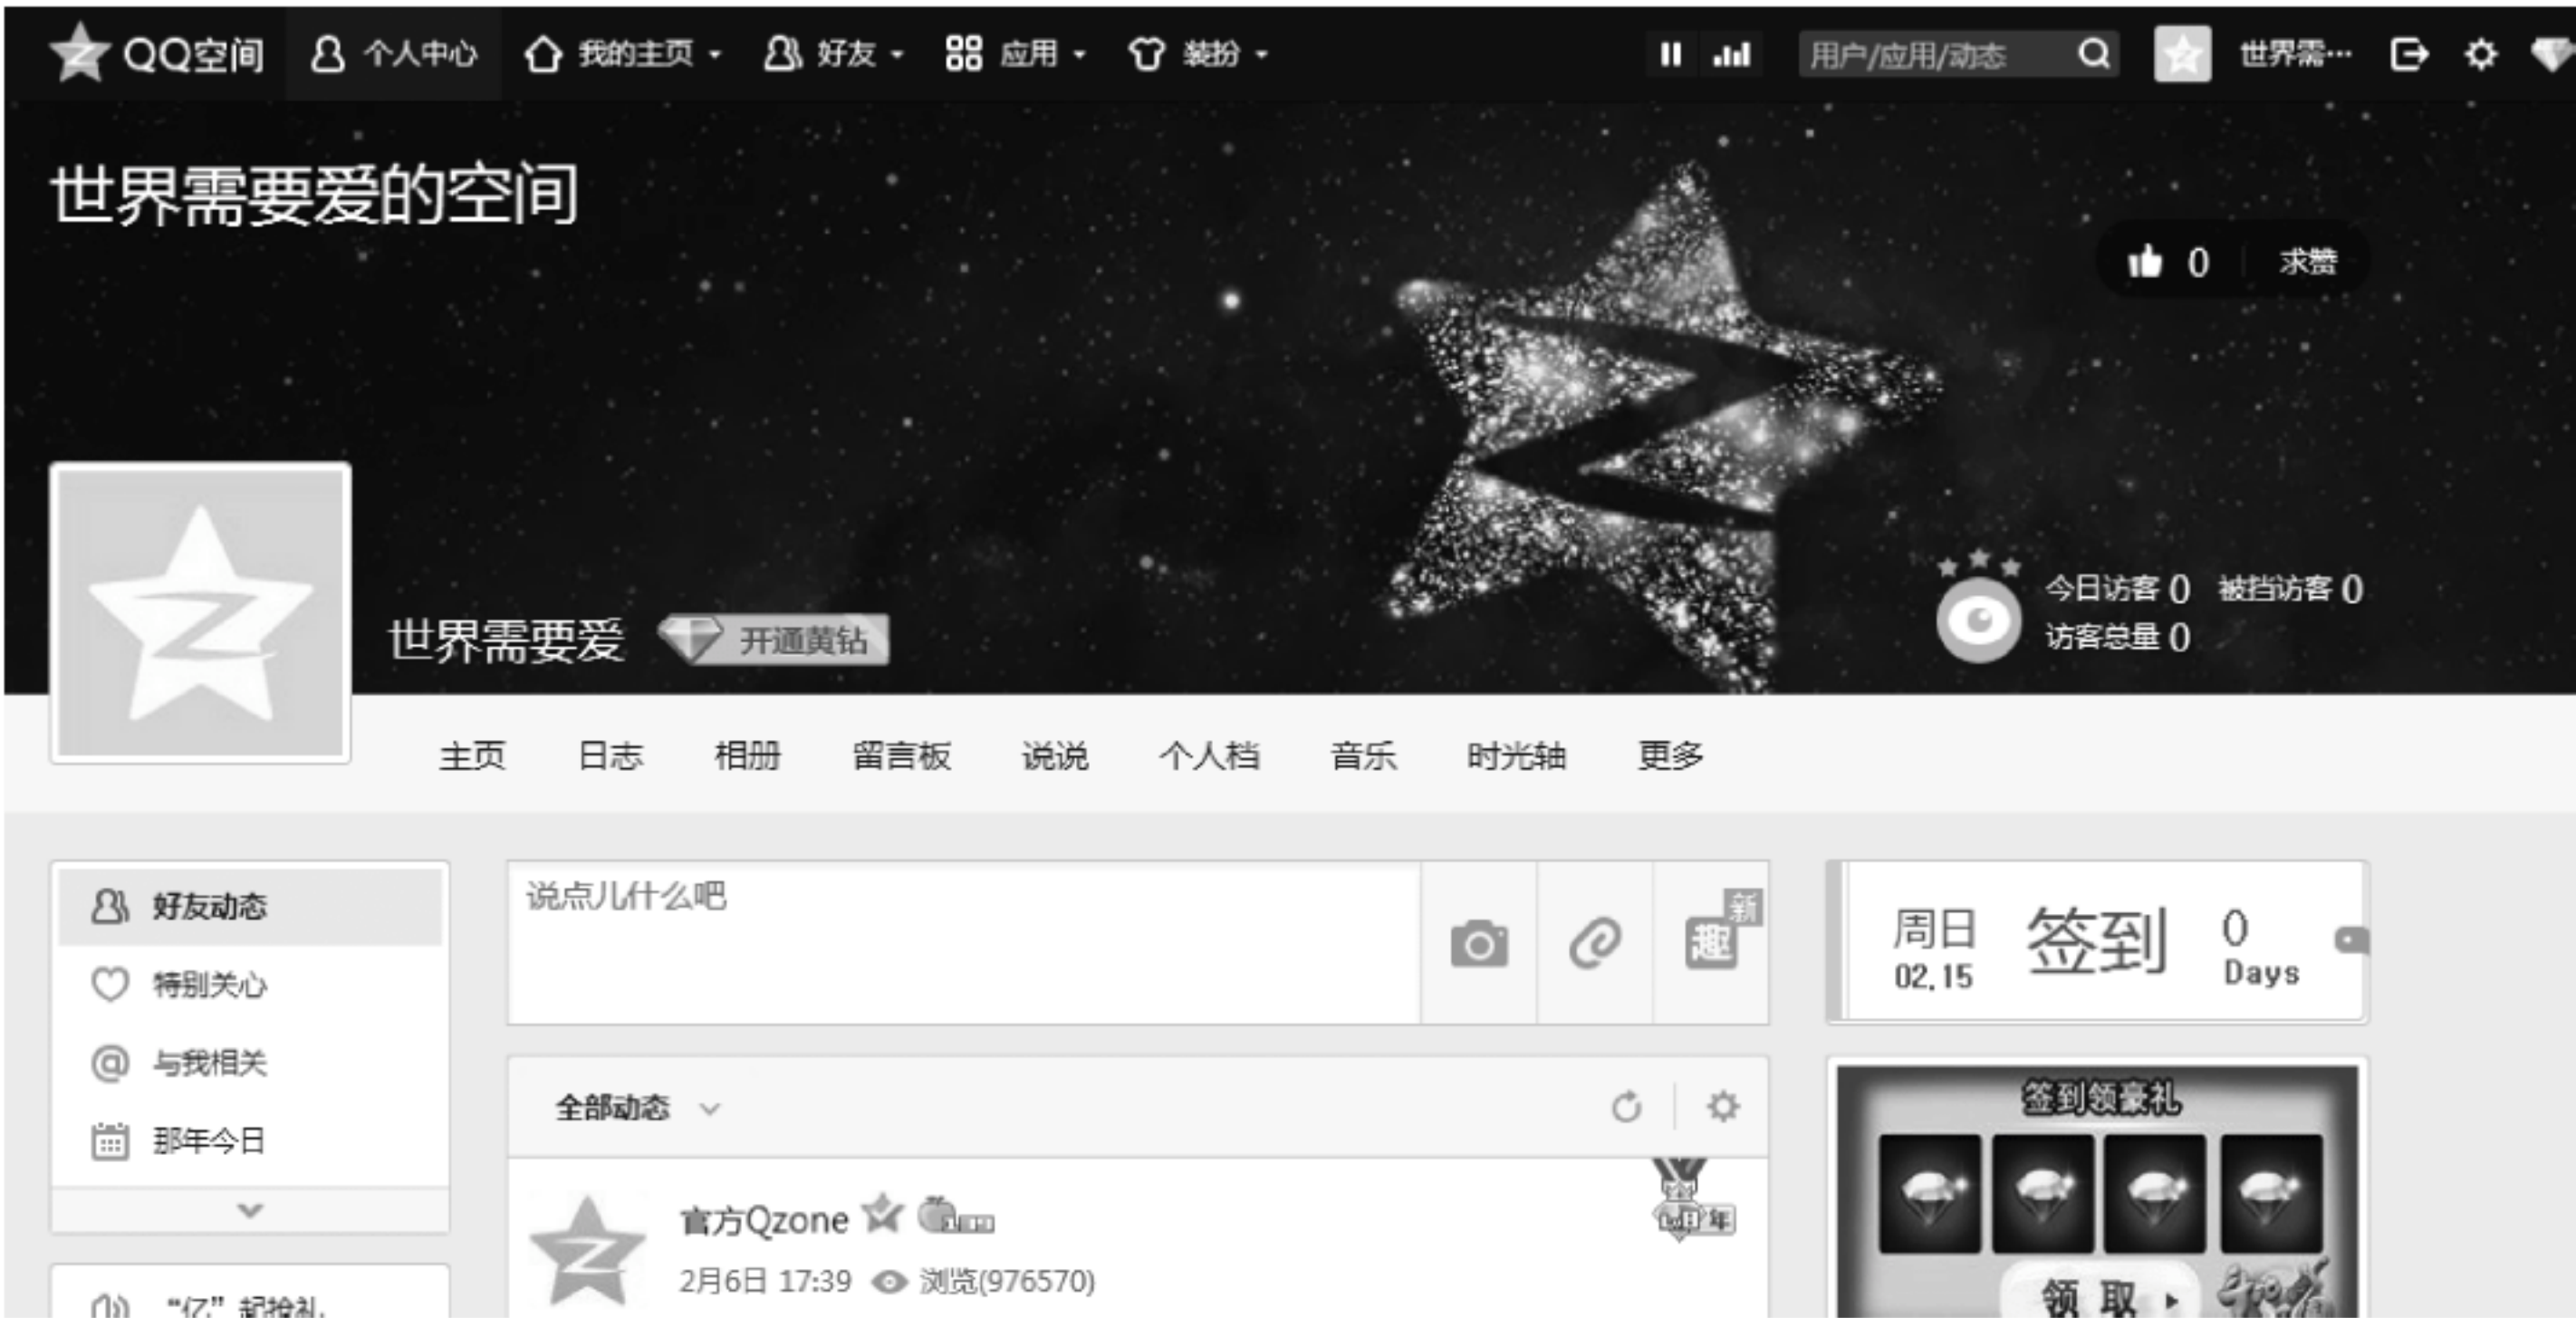 QQ空间 个人中心 我的主页 好友 应用 装扮 用户/应用/动态 世界需…
世界需要爱的空间
0 求赞
今日访客 0 被挡访客 0
访客总量 0
世界需要爱 开通黄钻
主页 日志 相册 留言板 说说 个人档 音乐 时光轴 更多
好友动态
特别关心
与我相关
那年今日
“亿”起抢礼
说点儿什么吧
新
趣
全部动态
官方Qzone
年
2月6日 17:39 浏览(976570)
周日 签到 0
02.15 Days
签到领豪礼
领 取